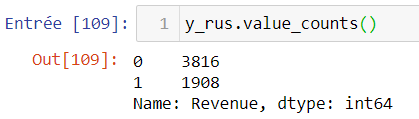 Entrée [109]: 1 y_rus.value_counts()
Out[109]: 0 3816
1 1908
Name: Revenue, dtype: int64